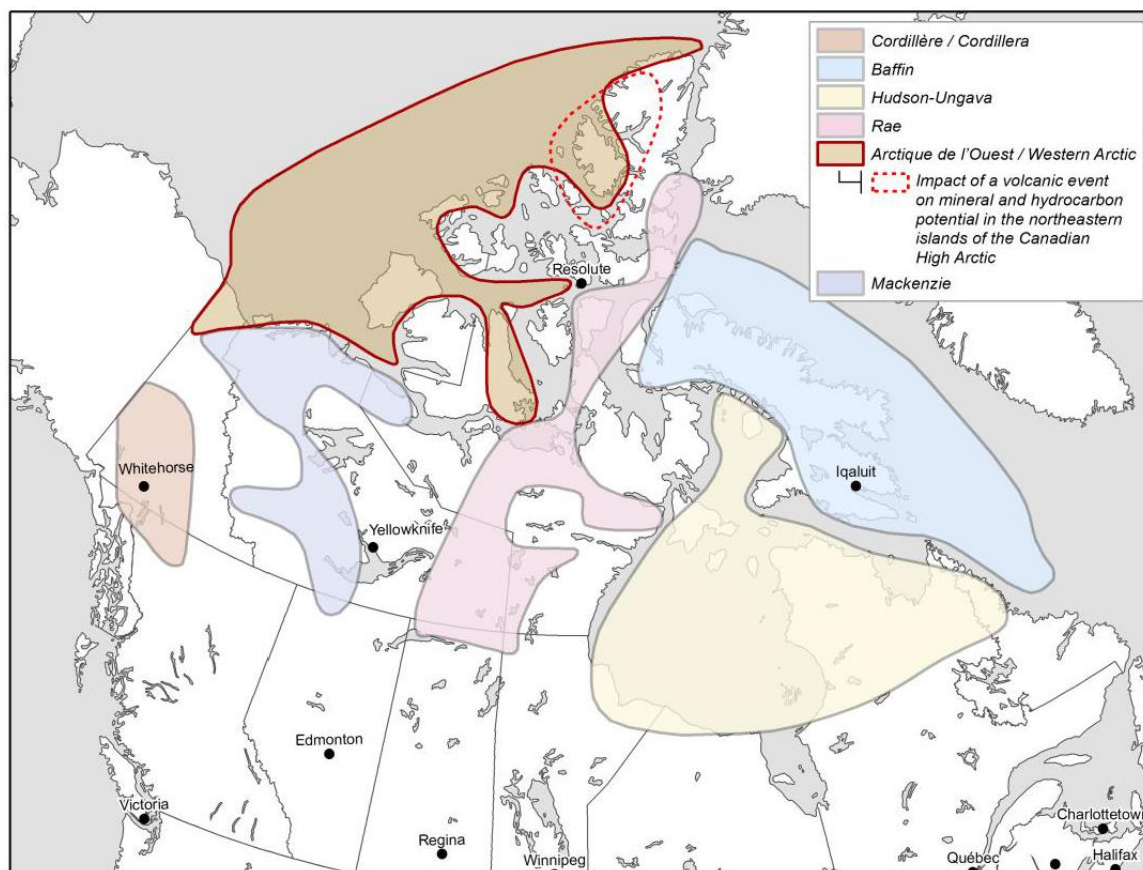 Cordillère / Cordillera
Baffin
Hudson-Ungava
Rae
Arctique de l'Ouest / Western Arctic
Impact of a volcanic event
on mineral and hydrocarbon
potential in the northeastern
islands of the Canadian
High Arctic
Mackenzie
Resolute
Whitehorse
Iqaluit
Yellowknife
Edmonton
Victoria
Charlottetown
Regina
Winnipeg
Québec
Halifax